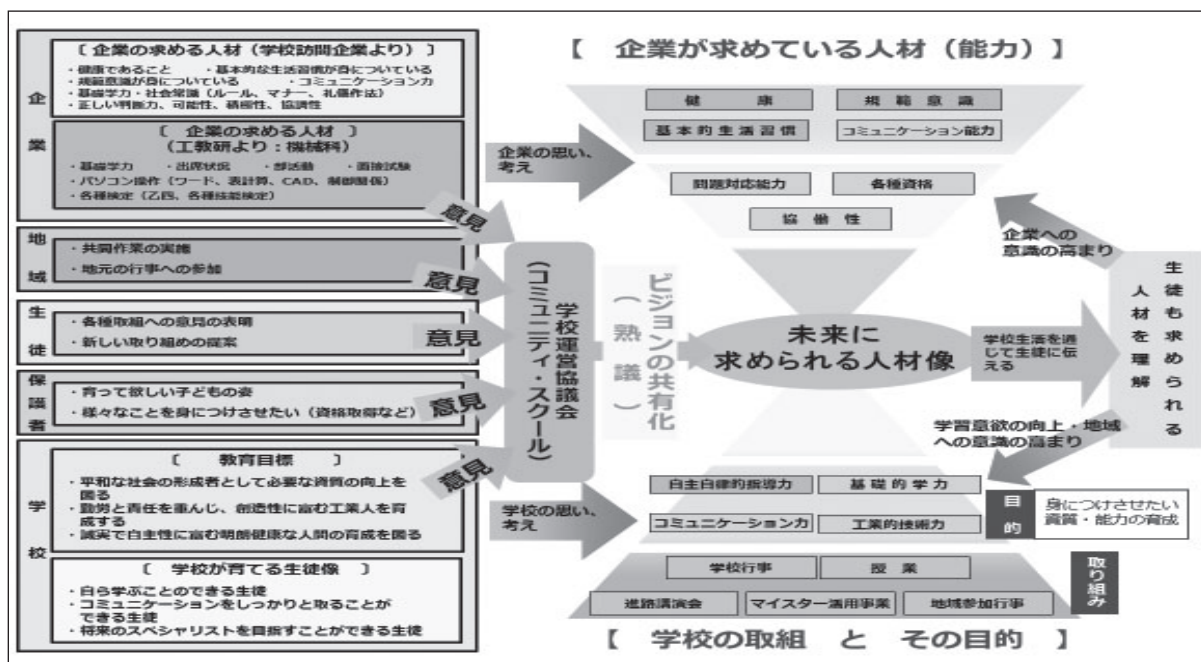 企業
[ 企業の求める人材（学校訪問企業より）]
・健康であること ・基本的な生活習慣が身についている
・規範意識が身についている ・コミュニケーション力
・基礎学力・社会常識（ルール、マナー、礼儀作法）
・正しい判断力、可能性、積極性、協調性
[ 企業の求める人材 ]
（工教研より：機械科）
・基礎学力 ・出席状況 ・部活動 ・面接試験
・パソコン操作（ワード、表計算、CAD、制御関係）
・各種検定（乙四、各種技能検定）
地域
・共同作業の実施
・地元の行事への参加
生徒
・各種取組への意見の表明
・新しい取り組めの提案
保護者
・育って欲しい子どもの姿
・様々なことを身につけさせたい（資格取得など）
学校
[ 教育目標 ]
・平和な社会の形成者として必要な資質の向上を
図る
・勤労と責任を重んじ、創造性に富む工業人を育
成する
・誠実で自主性に富む明朗健康な人間の育成を図る
[ 学校が育てる生徒像 ]
・自ら学ぶことのできる生徒
・コミュニケーションをしっかりと取ることが
できる生徒
・将来のスペシャリストを目指すことができる生徒
意見
意見
意見
意見
意見
学校運営協議会
（コミュニティ・スクール）
ビジョンの共有化
（熟議）
企業の思い、
考え
学校の思い、
考え
【 企業が求めている人材（能力）】
健康
規範意識
基本的生活習慣
コミュニケーション能力
問題対応能力
各種資格
協働性
未来に
求められる人材像
学校生活を通
じて生徒に伝
える
企業への
意識の高まり
生徒も求められる
人材を理解
学習意欲の向上・地域
への意識の高まり
自主自律的指導力
基礎的学力
コミュニケーション力
工業的技術力
目的
身につけさせたい
資質・能力の育成
学校行事
授業
進路講演会
マイスター活用事業
地域参加行事
取り組み
【 学校の取組 と その目的 】